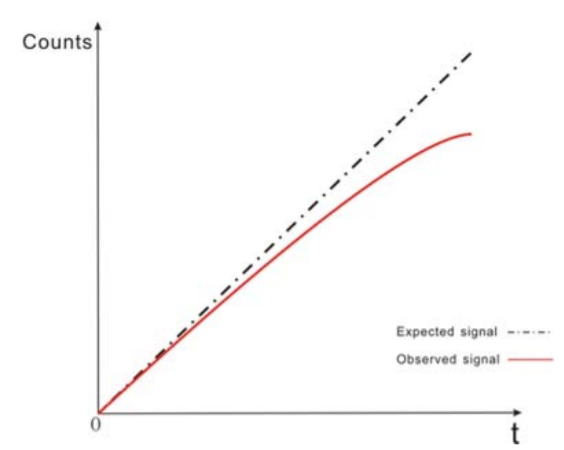 Counts
Expected signal
Observed signal
0
t